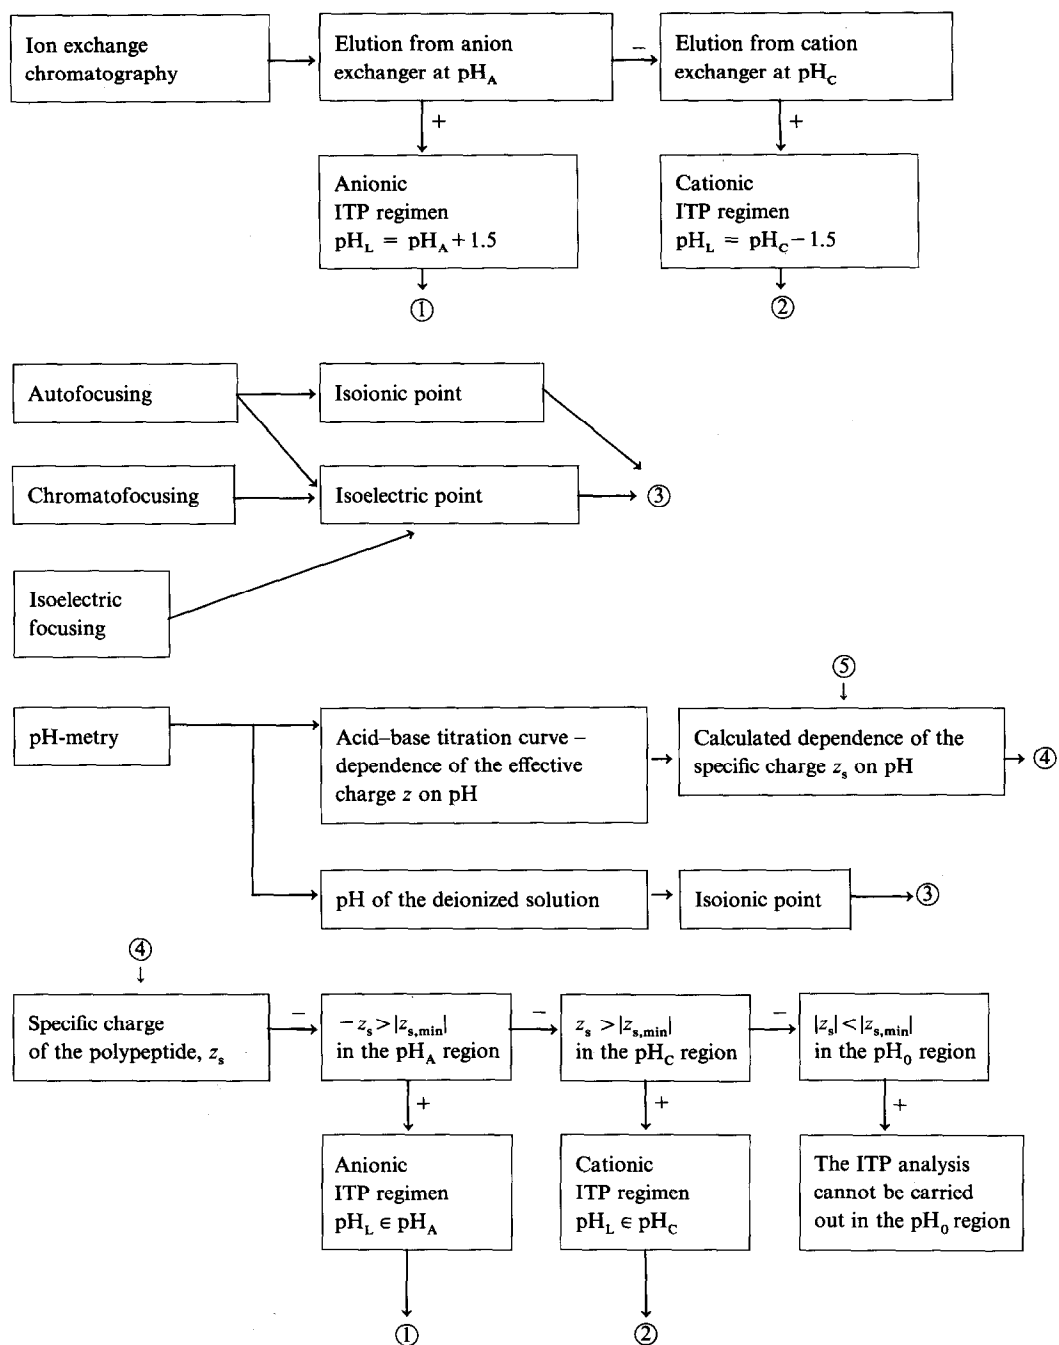 Ion exchange
chromatography
Elution from anion
exchanger at pH_A
−
Elution from cation
exchanger at pH_C
+
+
Anionic
ITP regimen
pH_L = pH_A + 1.5
Cationic
ITP regimen
pH_L = pH_C − 1.5
①
②
Autofocusing
Isoionic point
Chromatofocusing
Isoelectric point
③
Isoelectric
focusing
⑤
pH-metry
Acid–base titration curve –
dependence of the effective
charge z on pH
Calculated dependence of the
specific charge z_s on pH
④
pH of the deionized solution
Isoionic point
③
④
Specific charge
of the polypeptide, z_s
−
− z_s > |z_s,min|
in the pH_A region
−
z_s > |z_s,min|
in the pH_C region
−
|z_s| < |z_s,min|
in the pH_0 region
+
+
+
Anionic
ITP regimen
pH_L ∈ pH_A
Cationic
ITP regimen
pH_L ∈ pH_C
The ITP analysis
cannot be carried
out in the pH_0 region
①
②